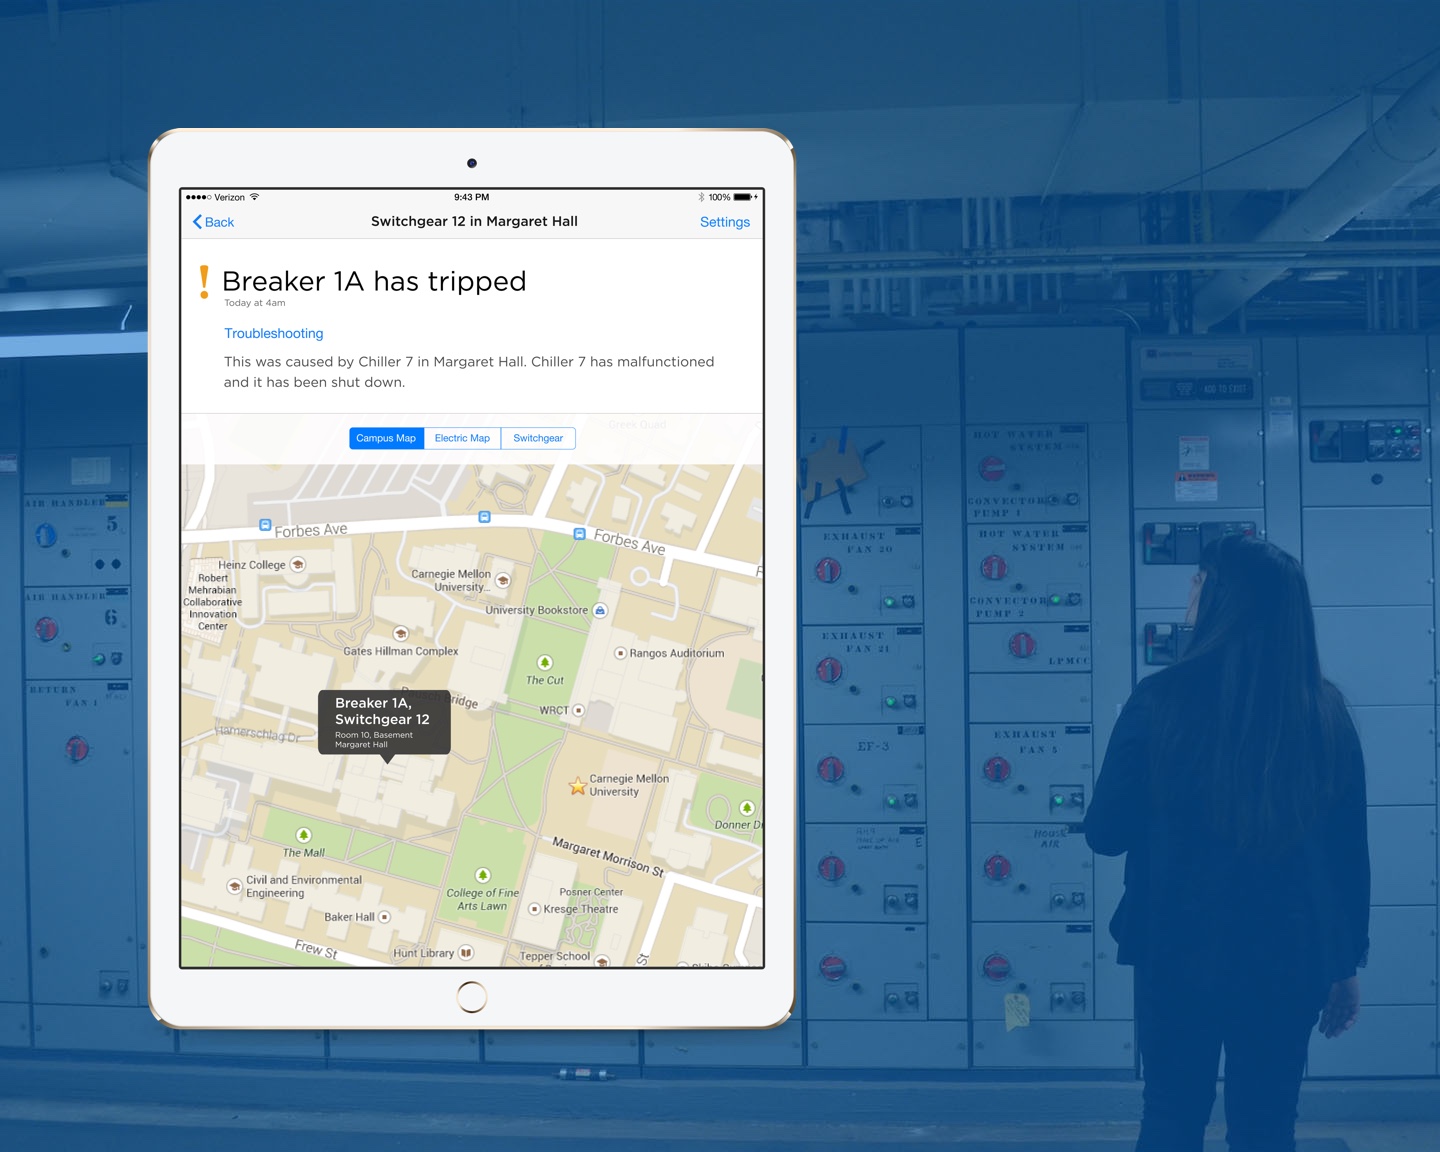 Verizon
9:43 PM
100%
Back
Switchgear 12 in Margaret Hall
Settings
!
Breaker 1A has tripped
Today at 4am
Troubleshooting
This was caused by Chiller 7 in Margaret Hall. Chiller 7 has malfunctioned
and it has been shut down.
Campus Map
Electric Map
Switchgear
Forbes Ave
Forbes Ave
Heinz College
Robert
Mehrabian
Collaborative
Innovation
Center
Carnegie Mellon
University...
University Bookstore
Gates Hillman Complex
Rangos Auditorium
The Cut
WRCT
Breaker 1A,
Switchgear 12
Room 10, Basement
Margaret Hall
Bridge
Hamerschlag Dr
Carnegie Mellon
University
Donner D
The Mall
Margaret Morrison St
Civil and Environmental
Engineering
College of Fine
Arts Lawn
Posner Center
Kresge Theatre
Baker Hall
Frew St
Hunt Library
Tepper School
St
AIR HANDLER
5
AIR HANDLER
6
RETURN
FAN 1
EXHAUST
FAN 20
EXHAUST
FAN 21
EF-3
AH9
E
HOT WATER
SYSTEM
CONVECTOR
PUMP 1
HOT WATER
SYSTEM
CONVECTOR
PUMP 2
LPMCC
EXHAUST
FAN 5
HOUSE
AIR
ADD TO EXIST